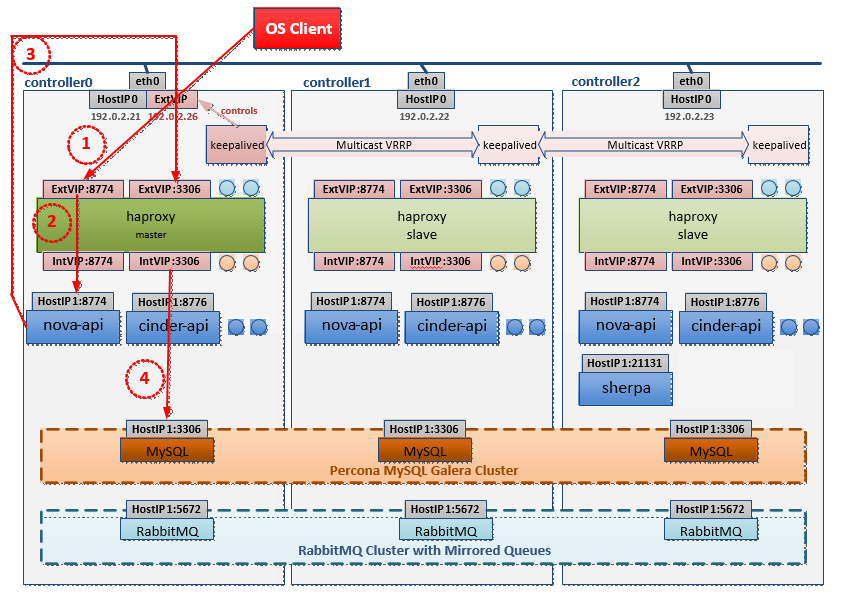 OS Client
3
controller0
eth0
HostIP0
ExtVIP
192.0.2.21
192.0.2.26
controls
controller1
eth0
HostIP0
192.0.2.22
controller2
eth0
HostIP0
192.0.2.23
1
keepalived
Multicast VRRP
keepalived
Multicast VRRP
keepalived
ExtVIP:8774
ExtVIP:3306
ExtVIP:8774
ExtVIP:3306
ExtVIP:8774
ExtVIP:3306
2
haproxy
master
haproxy
slave
haproxy
slave
IntVIP:8774
IntVIP:3306
IntVIP:8774
IntVIP:3306
IntVIP:8774
IntVIP:3306
HostIP1:8774
nova-api
HostIP1:8776
cinder-api
HostIP1:8774
nova-api
HostIP1:8776
cinder-api
HostIP1:8774
nova-api
HostIP1:8776
cinder-api
4
HostIP1:21131
sherpa
HostIP1:3306
MySQL
HostIP1:3306
MySQL
HostIP1:3306
MySQL
Percona MySQL Galera Cluster
HostIP1:5672
RabbitMQ
HostIP1:5672
RabbitMQ
HostIP1:5672
RabbitMQ
RabbitMQ Cluster with Mirrored Queues